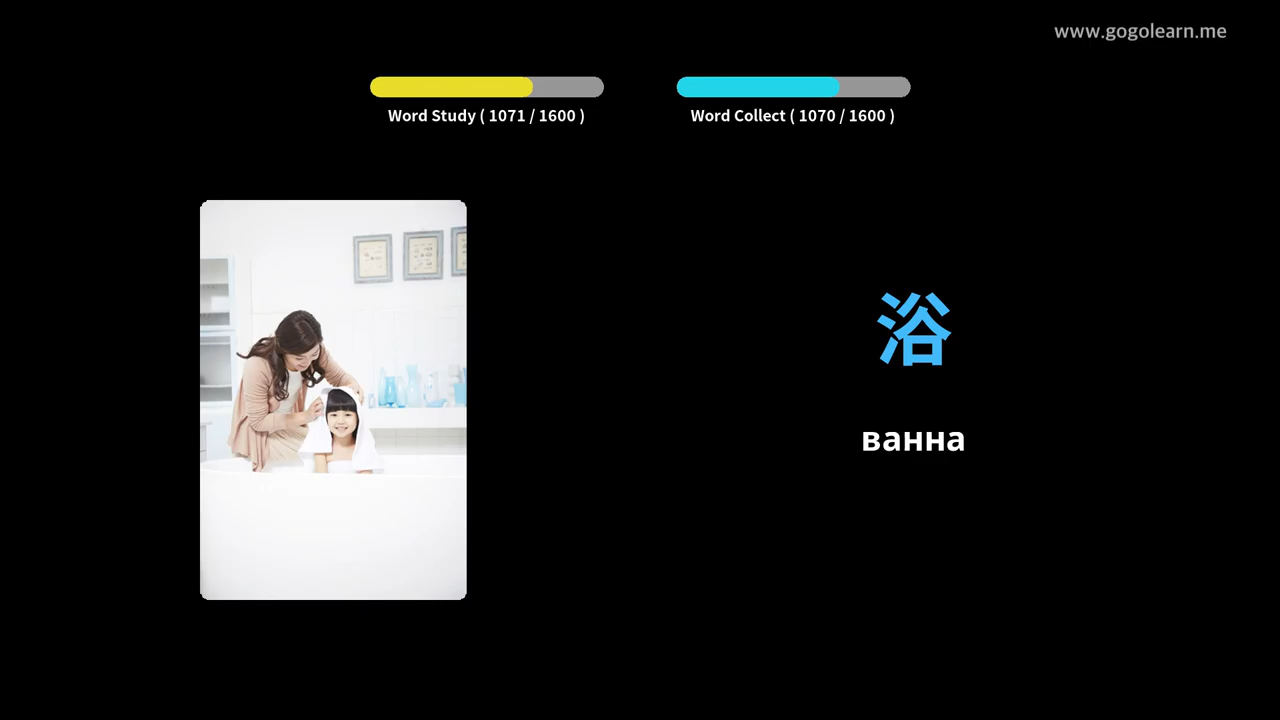 www.gogolearn.me
Word Study ( 1071 / 1600 )
Word Collect ( 1070 / 1600 )
浴
ванна